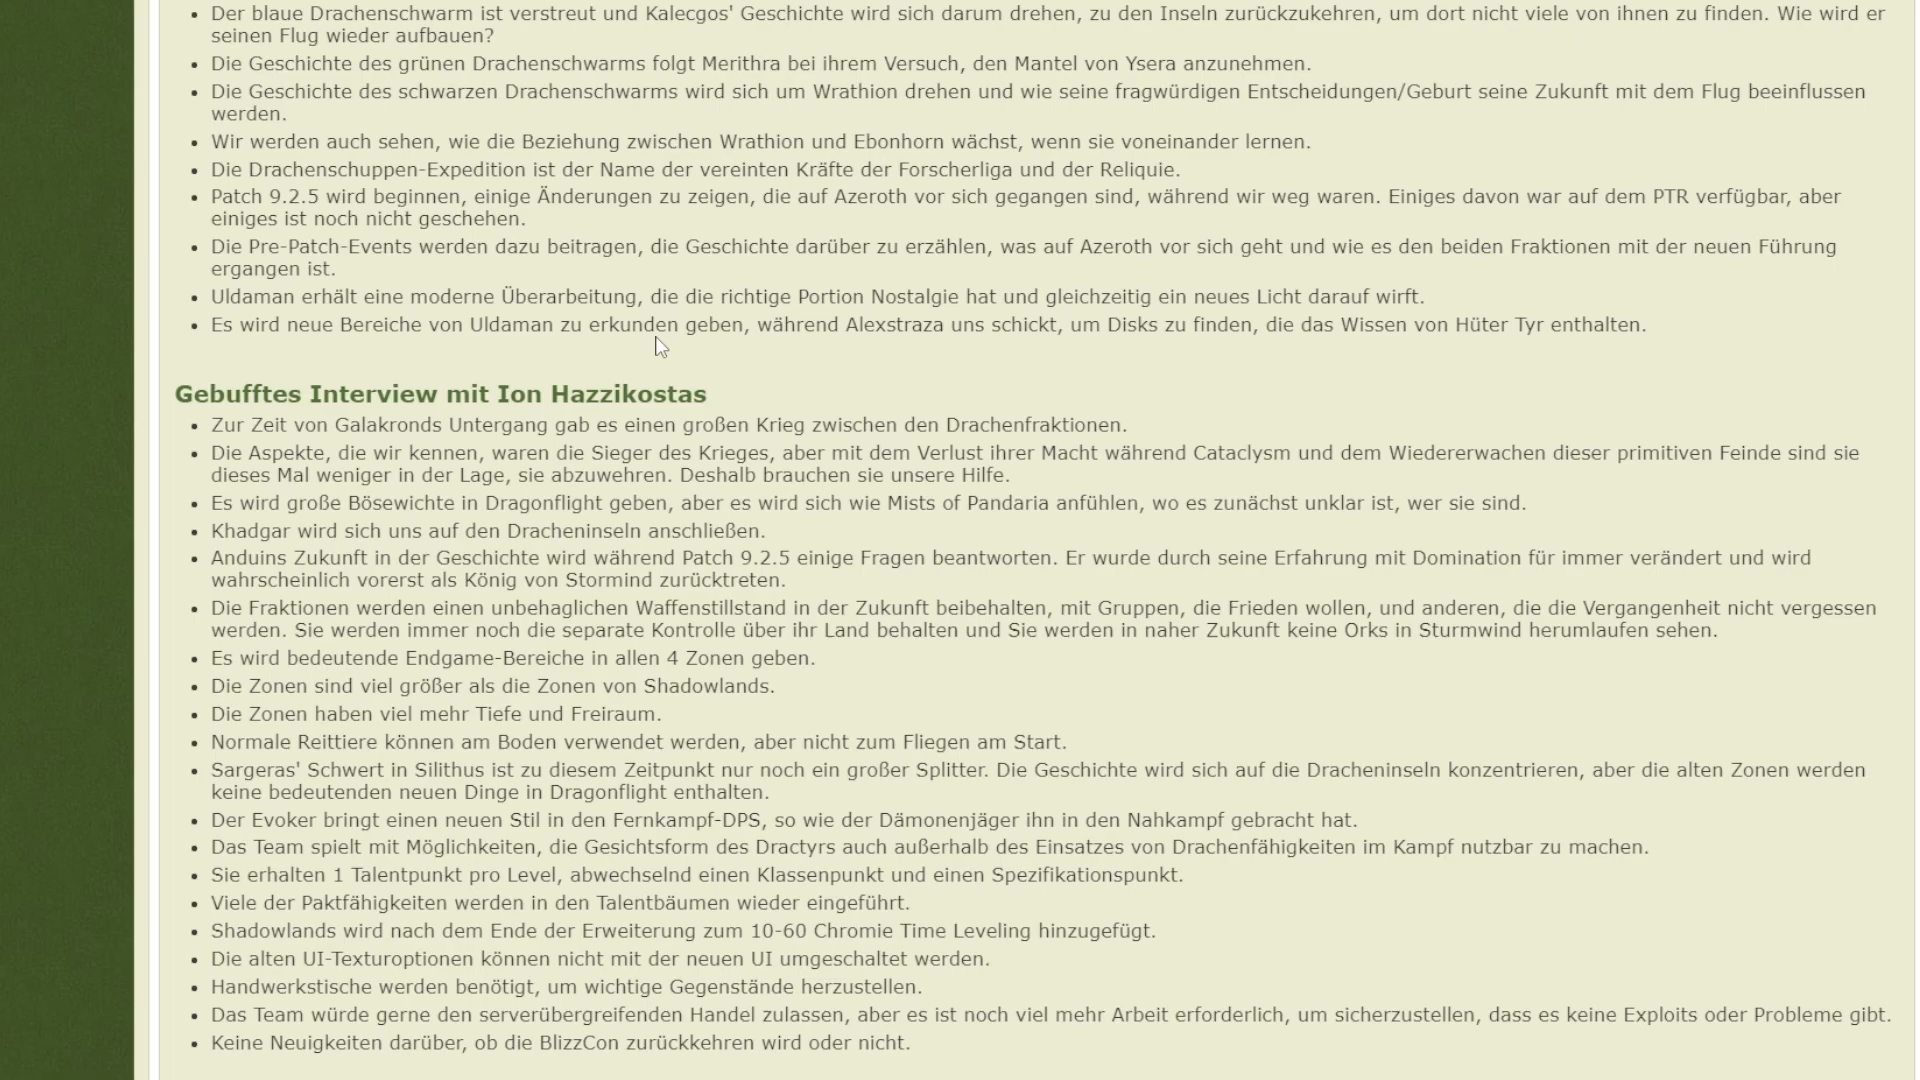 Der blaue Drachenschwarm ist verstreut und Kalecgos' Geschichte wird sich darum drehen, zu den Inseln zurückzukehren, um dort nicht viele von ihnen zu finden. Wie wird er
seinen Flug wieder aufbauen?
Die Geschichte des grünen Drachenschwarms folgt Merithra bei ihrem Versuch, den Mantel von Ysera anzunehmen.
Die Geschichte des schwarzen Drachenschwarms wird sich um Wrathion drehen und wie seine fragwürdigen Entscheidungen/Geburt seine Zukunft mit dem Flug beeinflussen
werden.
Wir werden auch sehen, wie die Beziehung zwischen Wrathion und Ebonhorn wächst, wenn sie voneinander lernen.
Die Drachenschuppen-Expedition ist der Name der vereinten Kräfte der Forscherliga und der Reliquie.
Patch 9.2.5 wird beginnen, einige Änderungen zu zeigen, die auf Azeroth vor sich gegangen sind, während wir weg waren. Einiges davon war auf dem PTR verfügbar, aber
einiges ist noch nicht geschehen.
Die Pre-Patch-Events werden dazu beitragen, die Geschichte darüber zu erzählen, was auf Azeroth vor sich geht und wie es den beiden Fraktionen mit der neuen Führung
ergangen ist.
Uldaman erhält eine moderne Überarbeitung, die die richtige Portion Nostalgie hat und gleichzeitig ein neues Licht darauf wirft.
Es wird neue Bereiche von Uldaman zu erkunden geben, während Alexstraza uns schickt, um Disks zu finden, die das Wissen von Hüter Tyr enthalten.
Gebufftes Interview mit Ion Hazzikostas
Zur Zeit von Galakronds Untergang gab es einen großen Krieg zwischen den Drachenfraktionen.
Die Aspekte, die wir kennen, waren die Sieger des Krieges, aber mit dem Verlust ihrer Macht während Cataclysm und dem Wiedererwachen dieser primitiven Feinde sind sie
dieses Mal weniger in der Lage, sie abzuwehren. Deshalb brauchen sie unsere Hilfe.
Es wird große Bösewichte in Dragonflight geben, aber es wird sich wie Mists of Pandaria anfühlen, wo es zunächst unklar ist, wer sie sind.
Khadgar wird sich uns auf den Dracheninseln anschließen.
Anduins Zukunft in der Geschichte wird während Patch 9.2.5 einige Fragen beantworten. Er wurde durch seine Erfahrung mit Domination für immer verändert und wird
wahrscheinlich vorerst als König von Stormind zurücktreten.
Die Fraktionen werden einen unbehaglichen Waffenstillstand in der Zukunft beibehalten, mit Gruppen, die Frieden wollen, und anderen, die die Vergangenheit nicht vergessen
werden. Sie werden immer noch die separate Kontrolle über ihr Land behalten und Sie werden in naher Zukunft keine Orks in Sturmwind herumlaufen sehen.
Es wird bedeutende Endgame-Bereiche in allen 4 Zonen geben.
Die Zonen sind viel größer als die Zonen von Shadowlands.
Die Zonen haben viel mehr Tiefe und Freiraum.
Normale Reittiere können am Boden verwendet werden, aber nicht zum Fliegen am Start.
Sargeras' Schwert in Silithus ist zu diesem Zeitpunkt nur noch ein großer Splitter. Die Geschichte wird sich auf die Dracheninseln konzentrieren, aber die alten Zonen werden
keine bedeutenden neuen Dinge in Dragonflight enthalten.
Der Evoker bringt einen neuen Stil in den Fernkampf-DPS, so wie der Dämonenjäger ihn in den Nahkampf gebracht hat.
Das Team spielt mit Möglichkeiten, die Gesichtsform des Dractyrs auch außerhalb des Einsatzes von Drachenfähigkeiten im Kampf nutzbar zu machen.
Sie erhalten 1 Talentpunkt pro Level, abwechselnd einen Klassenpunkt und einen Spezifikationspunkt.
Viele der Paktfähigkeiten werden in den Talentbäumen wieder eingeführt.
Shadowlands wird nach dem Ende der Erweiterung zum 10-60 Chromie Time Leveling hinzugefügt.
Die alten UI-Texturoptionen können nicht mit der neuen UI umgeschaltet werden.
Handwerkstische werden benötigt, um wichtige Gegenstände herzustellen.
Das Team würde gerne den serverübergreifenden Handel zulassen, aber es ist noch viel mehr Arbeit erforderlich, um sicherzustellen, dass es keine Exploits oder Probleme gibt.
Keine Neuigkeiten darüber, ob die BlizzCon zurückkehren wird oder nicht.